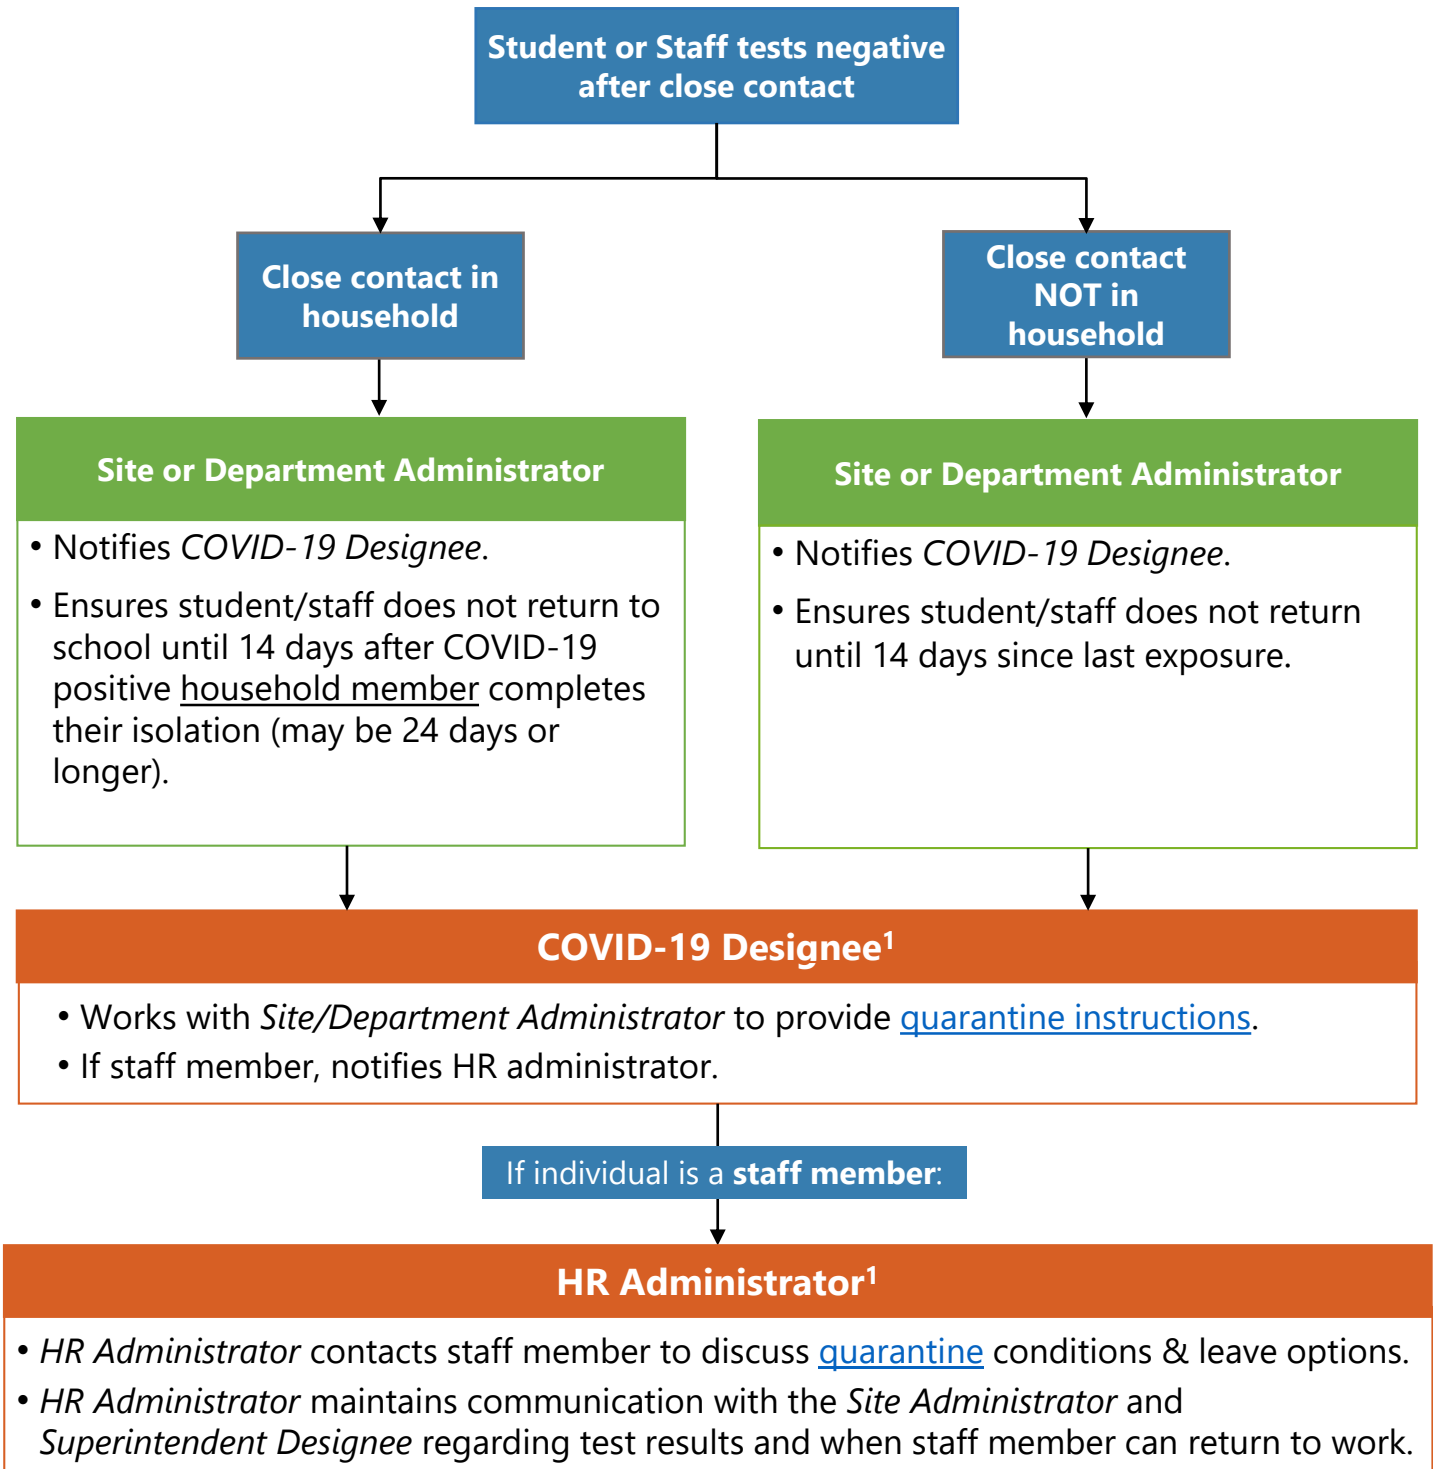 Student or Staff tests negative
after close contact
Close contact in
household
Close contact
NOT in
household
Site or Department Administrator
• Notifies COVID-19 Designee.
• Ensures student/staff does not return to
school until 14 days after COVID-19
positive household member completes
their isolation (may be 24 days or
longer).
Site or Department Administrator
• Notifies COVID-19 Designee.
• Ensures student/staff does not return
until 14 days since last exposure.
COVID-19 Designee¹
• Works with Site/Department Administrator to provide quarantine instructions.
• If staff member, notifies HR administrator.
If individual is a staff member:
HR Administrator¹
• HR Administrator contacts staff member to discuss quarantine conditions & leave options.
• HR Administrator maintains communication with the Site Administrator and
Superintendent Designee regarding test results and when staff member can return to work.